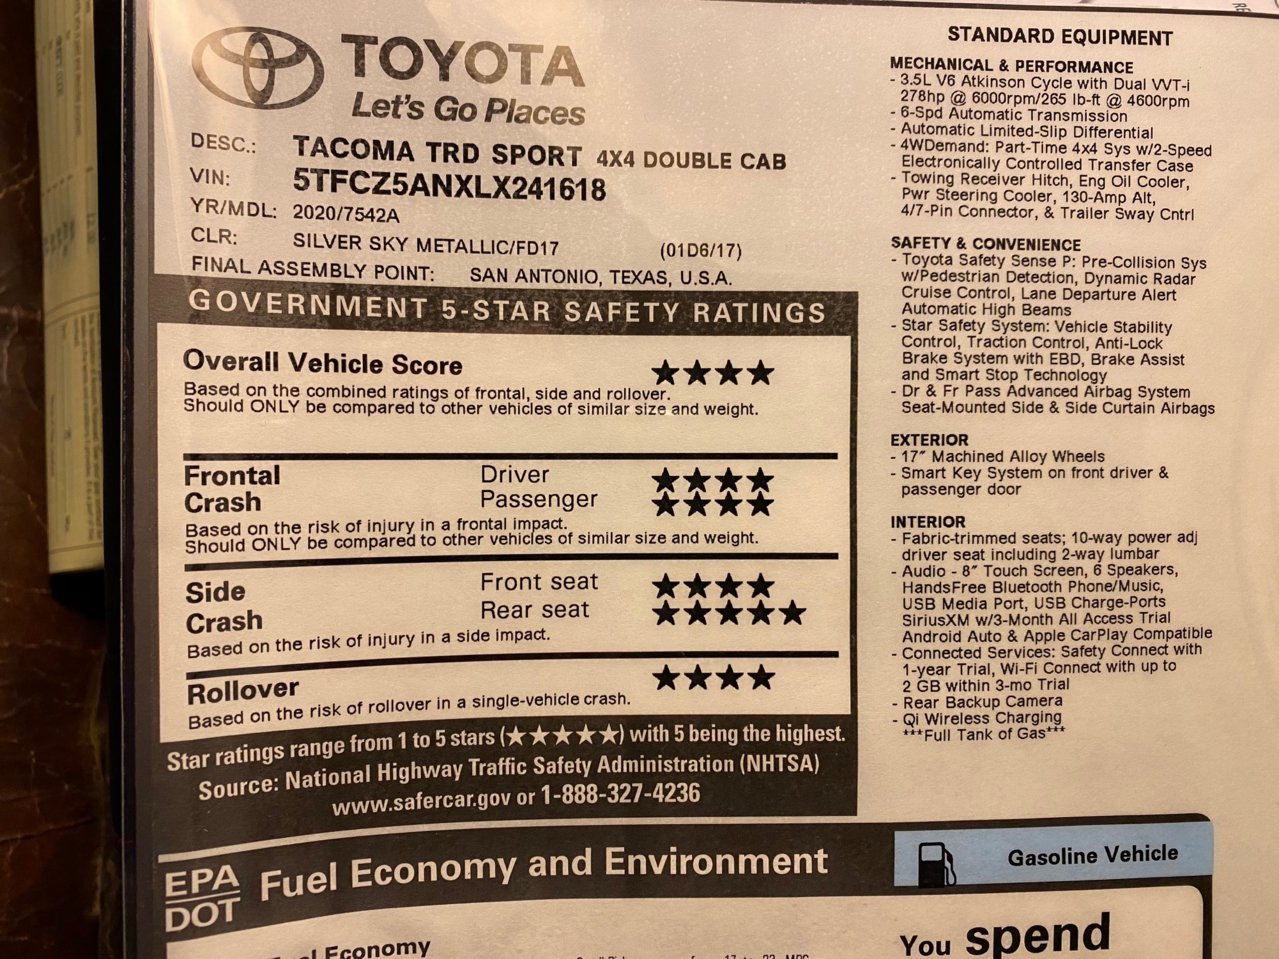 TOYOTA
Let's Go Places
DESC.: TACOMA TRD SPORT 4X4 DOUBLE CAB
VIN: 5TFCZ5ANXLX241618
YR/MDL: 2020/7542A
CLR: SILVER SKY METALLIC/FD17 (01D6/17)
FINAL ASSEMBLY POINT: SAN ANTONIO, TEXAS, U.S.A.
GOVERNMENT 5-STAR SAFETY RATINGS
Overall Vehicle Score ★★★★
Based on the combined ratings of frontal, side and rollover.
Should ONLY be compared to other vehicles of similar size and weight.
Frontal Driver ★★★★
Crash Passenger ★★★★
Based on the risk of injury in a frontal impact.
Should ONLY be compared to other vehicles of similar size and weight.
Side Front seat ★★★★
Crash Rear seat ★★★★★
Based on the risk of injury in a side impact.
Rollover ★★★★
Based on the risk of rollover in a single-vehicle crash.
Star ratings range from 1 to 5 stars (★★★★★) with 5 being the highest.
Source: National Highway Traffic Safety Administration (NHTSA)
www.safercar.gov or 1-888-327-4236
STANDARD EQUIPMENT
MECHANICAL & PERFORMANCE
- 3.5L V6 Atkinson Cycle with Dual VVT-i
278hp @ 6000rpm/265 lb-ft @ 4600rpm
- 6-Spd Automatic Transmission
- Automatic Limited-Slip Differential
- 4WDemand: Part-Time 4x4 Sys w/2-Speed
Electronically Controlled Transfer Case
- Towing Receiver Hitch, Eng Oil Cooler,
Pwr Steering Cooler, 130-Amp Alt,
4/7-Pin Connector, & Trailer Sway Cntrl
SAFETY & CONVENIENCE
- Toyota Safety Sense P: Pre-Collision Sys
w/Pedestrian Detection, Dynamic Radar
Cruise Control, Lane Departure Alert
Automatic High Beams
- Star Safety System: Vehicle Stability
Control, Traction Control, Anti-Lock
Brake System with EBD, Brake Assist
and Smart Stop Technology
- Dr & Fr Pass Advanced Airbag System
Seat-Mounted Side & Side Curtain Airbags
EXTERIOR
- 17" Machined Alloy Wheels
- Smart Key System on front driver &
passenger door
INTERIOR
- Fabric-trimmed seats; 10-way power adj
driver seat including 2-way lumbar
- Audio - 8" Touch Screen, 6 Speakers,
HandsFree Bluetooth Phone/Music,
USB Media Port, USB Charge-Ports
SiriusXM w/3-Month All Access Trial
Android Auto & Apple CarPlay Compatible
- Connected Services: Safety Connect with
1-year Trial, Wi-Fi Connect with up to
2 GB within 3-mo Trial
- Rear Backup Camera
- Qi Wireless Charging
***Full Tank of Gas***
EPA
DOT
Fuel Economy and Environment
Gasoline Vehicle
Economy
You spend